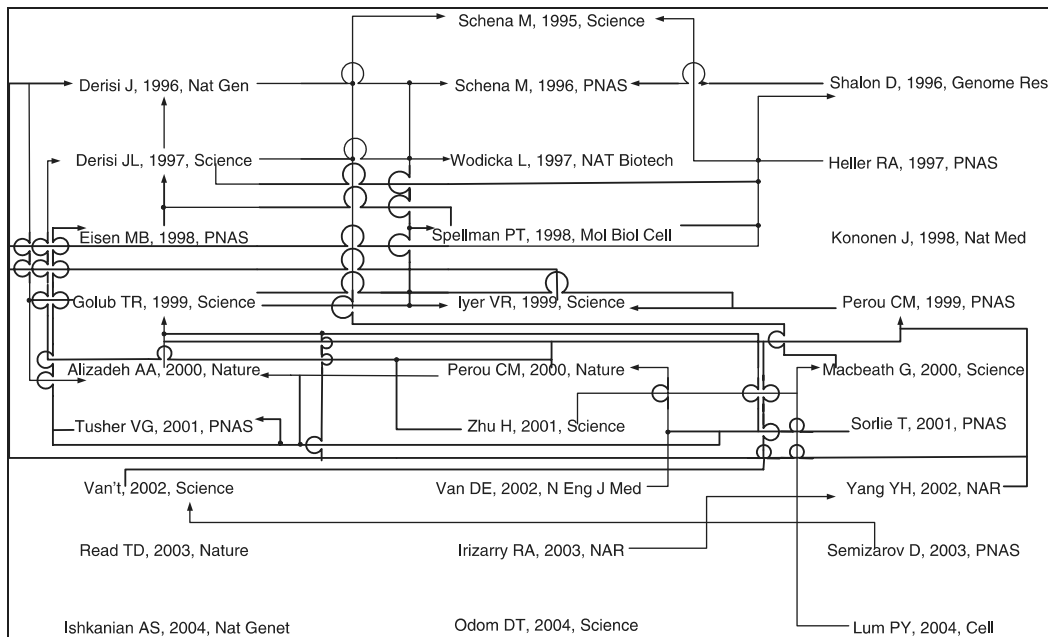 Schena M, 1995, Science
Derisi J, 1996, Nat Gen
Schena M, 1996, PNAS
Shalon D, 1996, Genome Res
Derisi JL, 1997, Science
Wodicka L, 1997, NAT Biotech
Heller RA, 1997, PNAS
Eisen MB, 1998, PNAS
Spellman PT, 1998, Mol Biol Cell
Kononen J, 1998, Nat Med
Golub TR, 1999, Science
Iyer VR, 1999, Science
Perou CM, 1999, PNAS
Alizadeh AA, 2000, Nature
Perou CM, 2000, Nature
Macbeath G, 2000, Science
Tusher VG, 2001, PNAS
Zhu H, 2001, Science
Sorlie T, 2001, PNAS
Van't, 2002, Science
Van DE, 2002, N Eng J Med
Yang YH, 2002, NAR
Read TD, 2003, Nature
Irizarry RA, 2003, NAR
Semizarov D, 2003, PNAS
Ishkanian AS, 2004, Nat Genet
Odom DT, 2004, Science
Lum PY, 2004, Cell